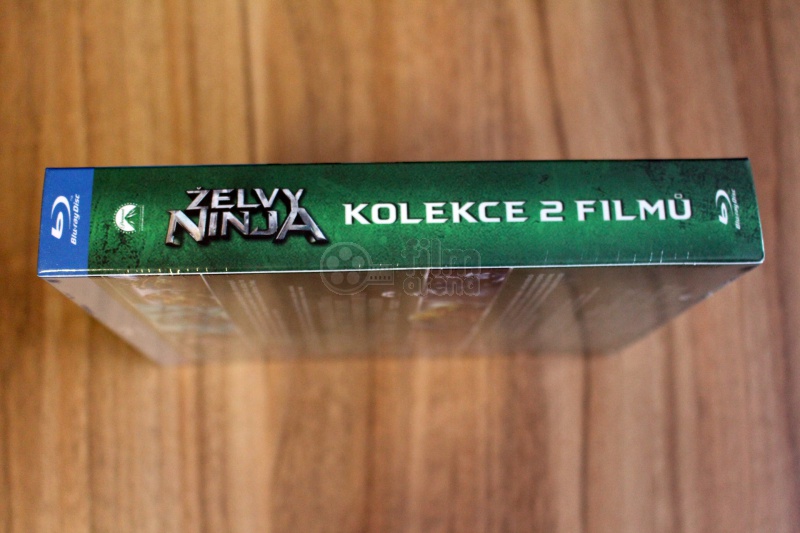 Blu-ray Disc
ŽELVY
NINJA
KOLEKCE 2 FILMŮ
Blu-ray Disc
film
arena